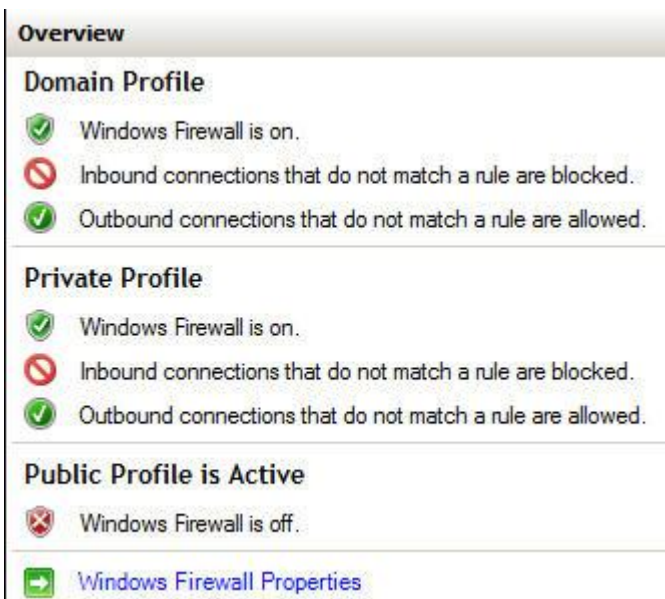 Overview
Domain Profile
Windows Firewall is on.
Inbound connections that do not match a rule are blocked.
Outbound connections that do not match a rule are allowed.
Private Profile
Windows Firewall is on.
Inbound connections that do not match a rule are blocked.
Outbound connections that do not match a rule are allowed.
Public Profile is Active
Windows Firewall is off.
Windows Firewall Properties